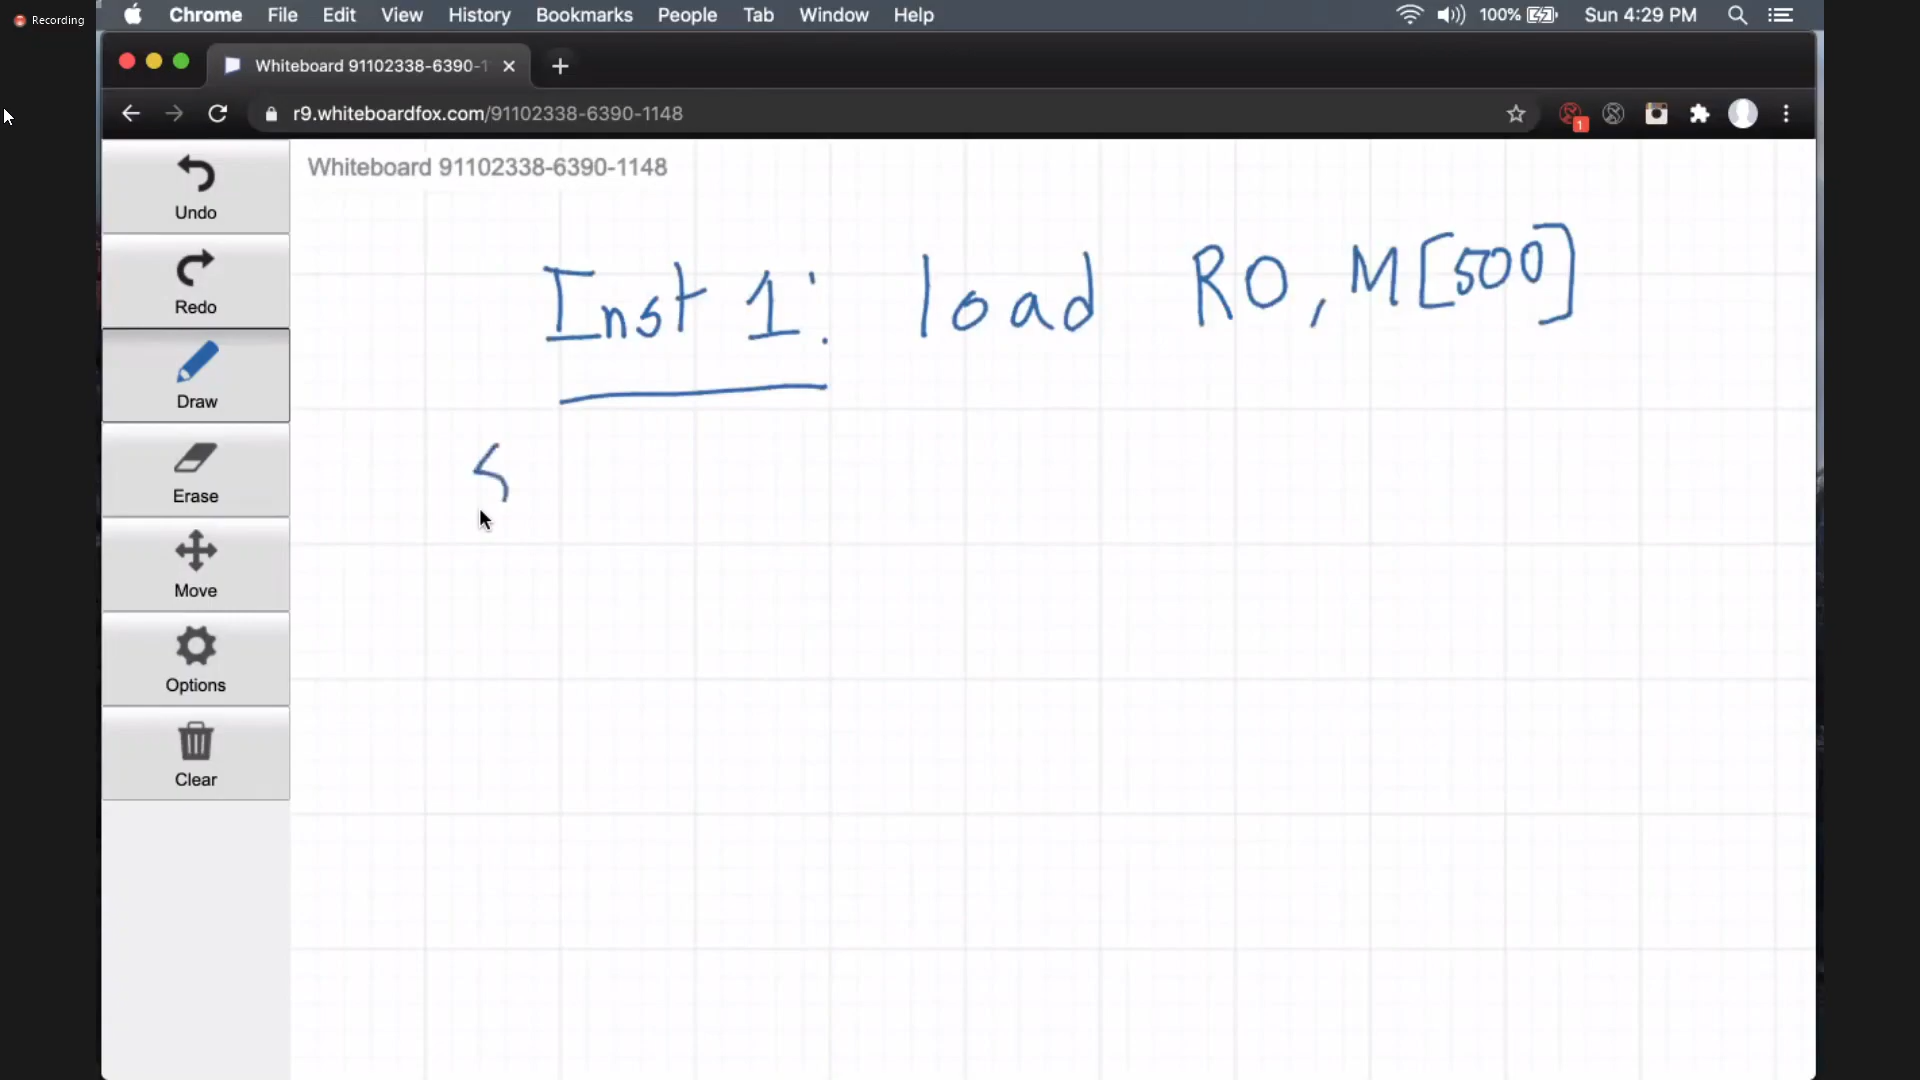 Recording
Chrome File Edit View History Bookmarks People Tab Window Help 100% Sun 4:29 PM
Whiteboard 91102338-6390-1
r9.whiteboardfox.com/91102338-6390-1148
1
Whiteboard 91102338-6390-1148
Undo
Redo
Draw
Erase
Move
Options
Clear
Inst 1: load R0, M[500]